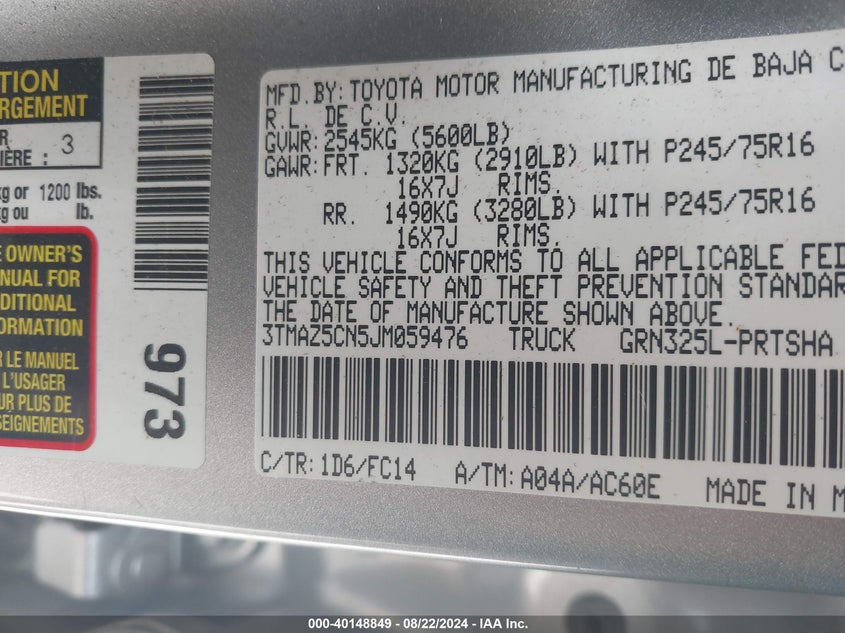 TION
RGEMENT
3
IÈRE :
kg or 1200 lbs.
kg ou lb.
E OWNER'S
ANUAL FOR
DITIONAL
FORMATION
R LE MANUEL
L'USAGER
UR PLUS DE
SEIGNEMENTS
973
MFD. BY: TOYOTA MOTOR MANUFACTURING DE BAJA C
R.L. DE C.V.
GVWR: 2545KG (5600LB)
GAWR: FRT. 1320KG (2910LB) WITH P245/75R16
16X7J RIMS.
RR. 1490KG (3280LB) WITH P245/75R16
16X7J RIMS.
THIS VEHICLE CONFORMS TO ALL APPLICABLE FED
VEHICLE SAFETY AND THEFT PREVENTION STANDAR
THE DATE OF MANUFACTURE SHOWN ABOVE.
3TMAZ5CN5JM059476 TRUCK GRN325L-PRTSHA
C/TR: 1D6/FC14 A/TM: A04A/AC60E MADE IN M
000-40148849 - 08/22/2024 - IAA Inc.